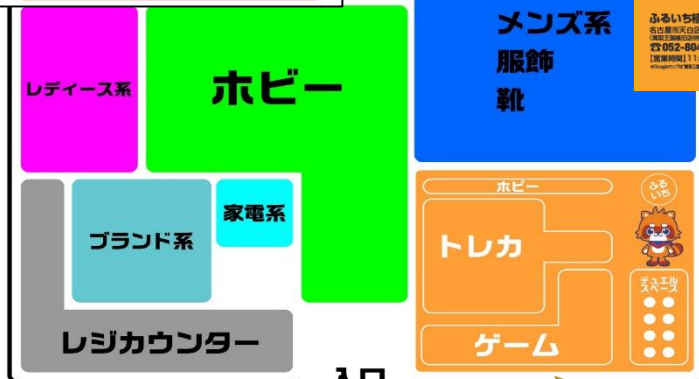 メンズ系
服飾
靴
ふるいち
名古屋市天白区
☎052-804
【営業時間】11:
レディース系
ホビー
ブランド系
家電系
レジカウンター
ホビー
ふる
いち
トレカ
デュエル
スペース
ゲーム
入口